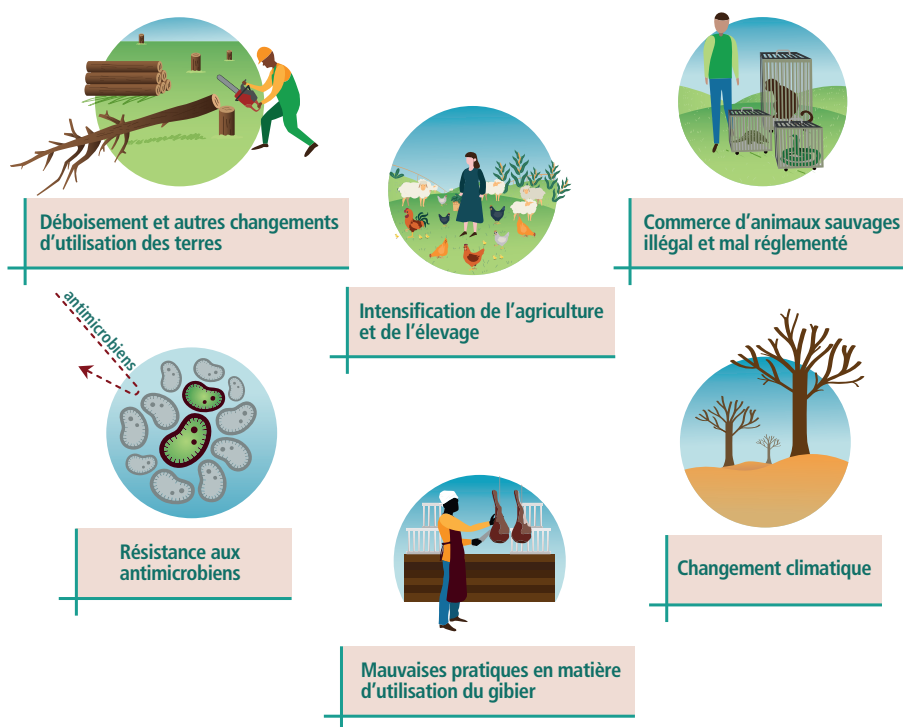 Déboisement et autres changements
d'utilisation des terres
Intensification de l'agriculture
et de l'élevage
Commerce d'animaux sauvages
illégal et mal réglementé
antimicrobiens
Résistance aux
antimicrobiens
Mauvaises pratiques en matière
d'utilisation du gibier
Changement climatique